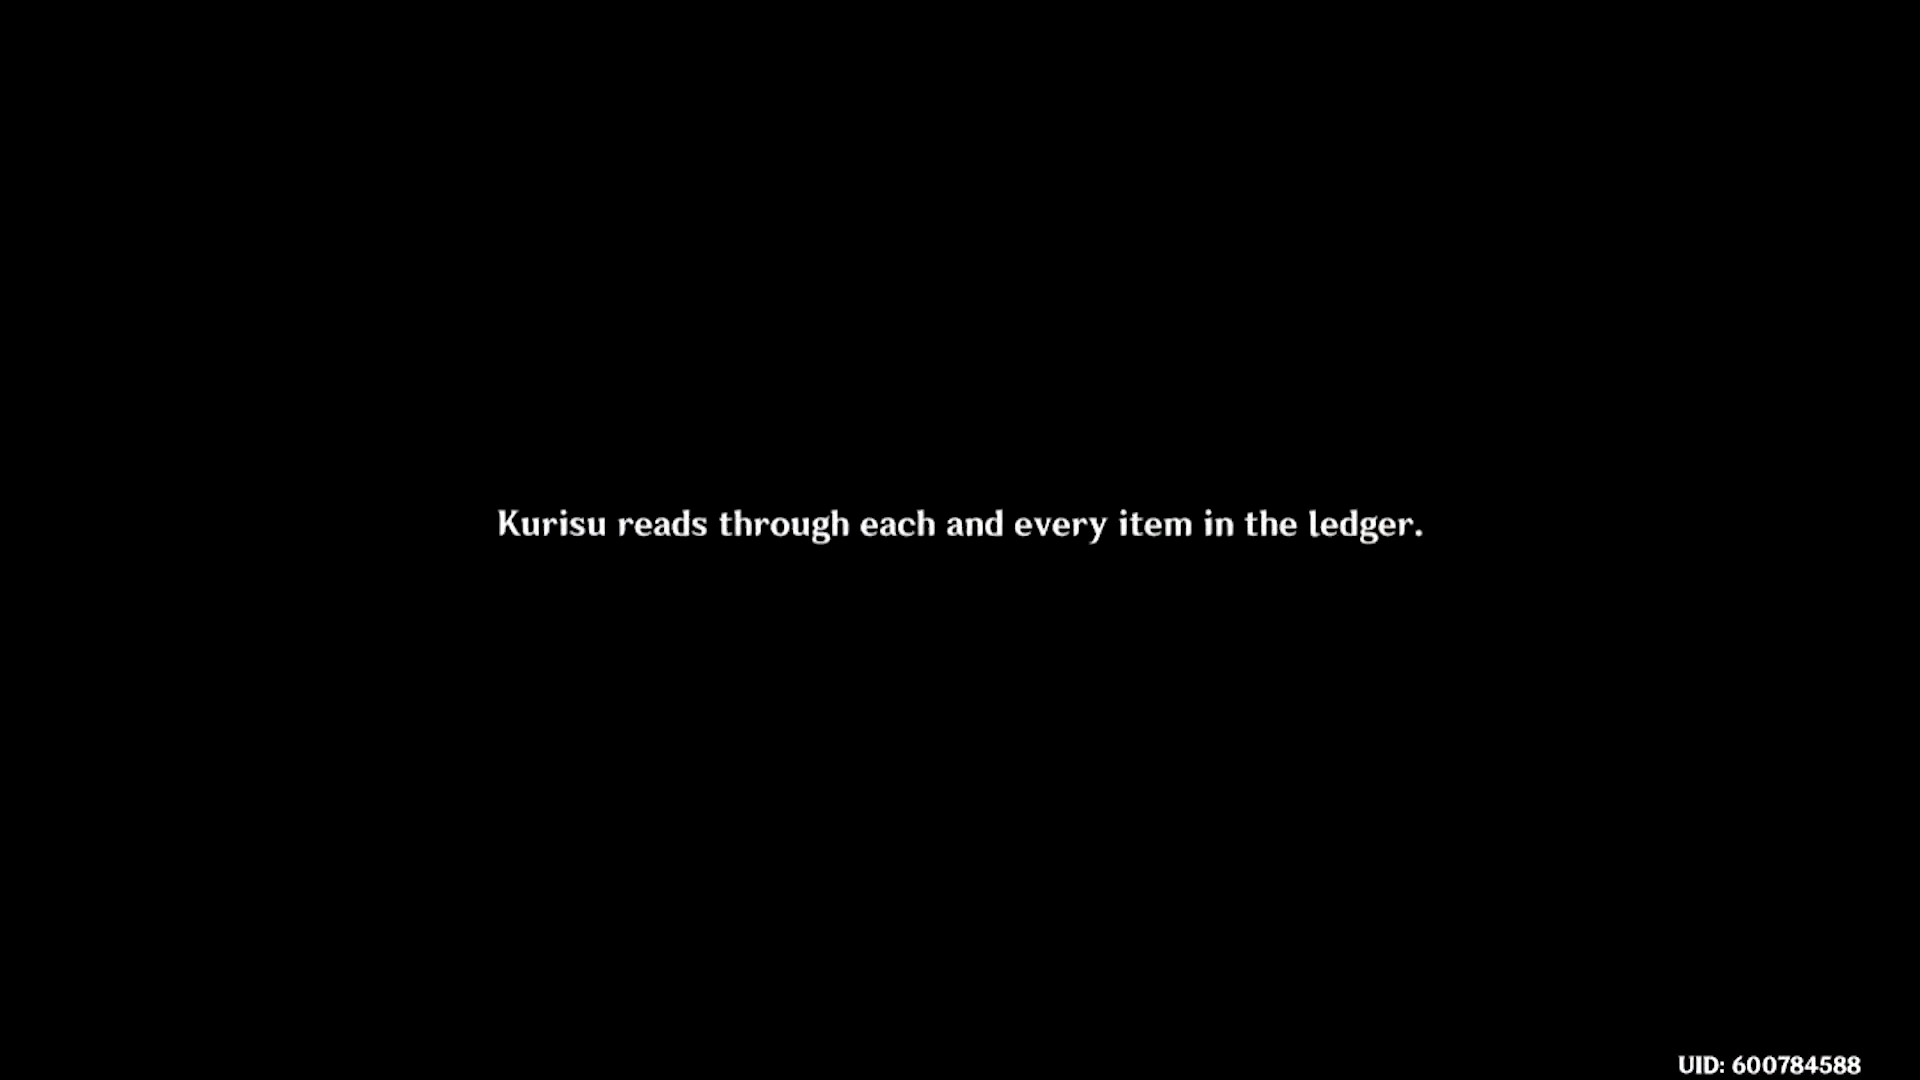 Kurisu reads through each and every item in the ledger.
UID: 600784588